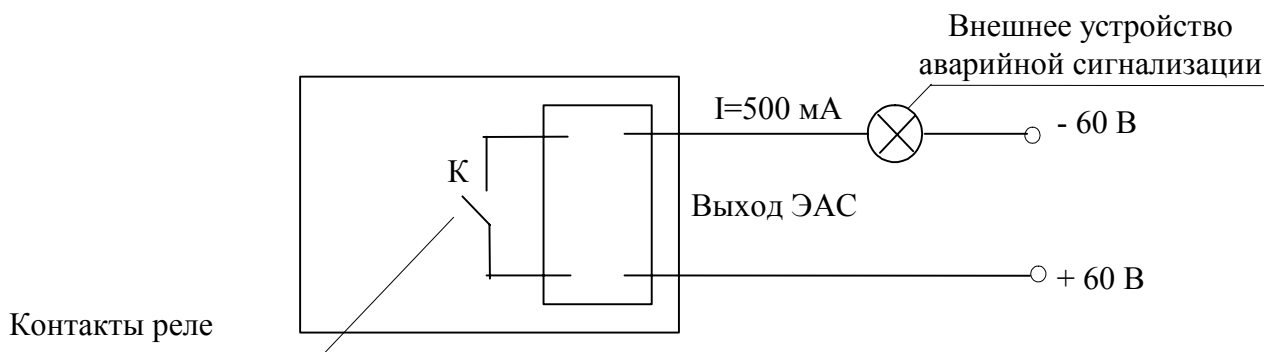 Внешнее устройство
аварийной сигнализации
I=500 мА
- 60 В
К
Выход ЭАС
+ 60 В
Контакты реле